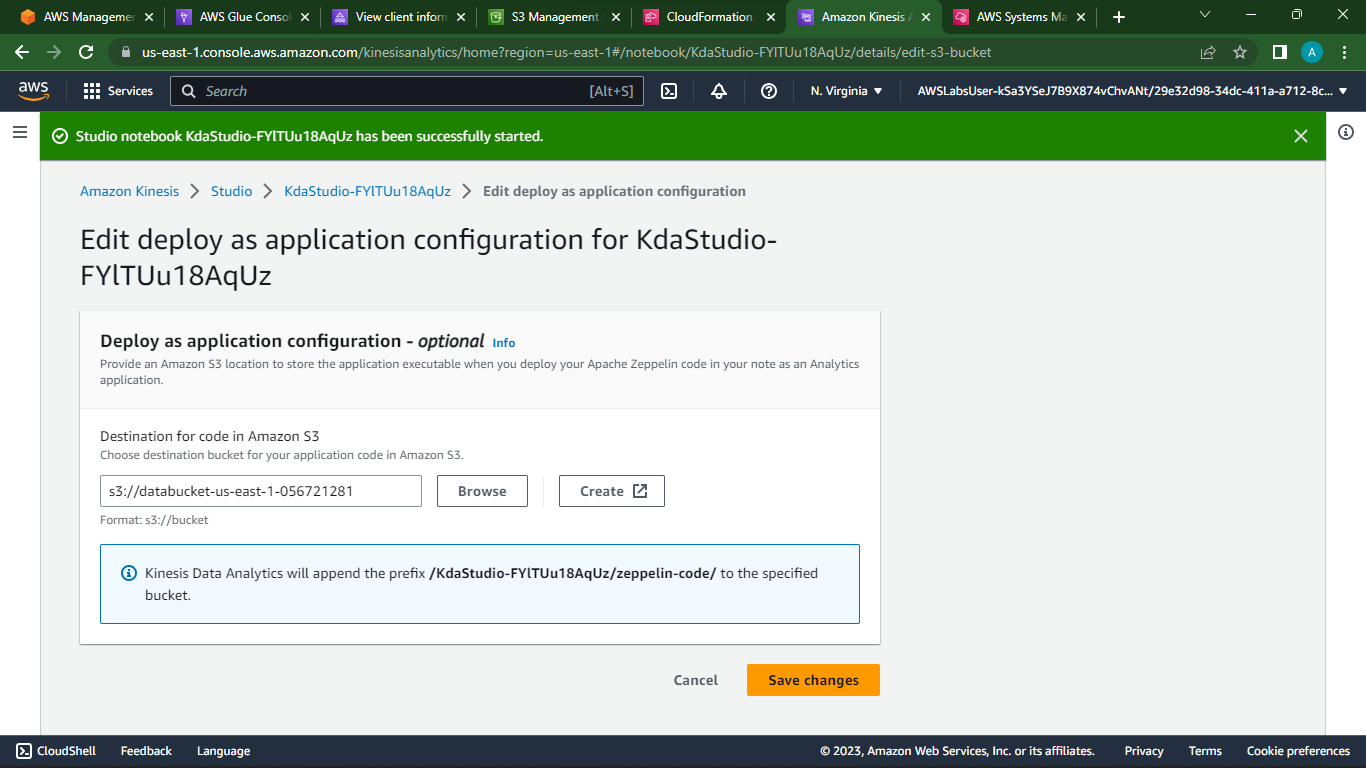 AWS Managemen
AWS Glue Consol
View client inform
S3 Management
CloudFormation
Amazon Kinesis A
AWS Systems Ma
us-east-1.console.aws.amazon.com/kinesisanalytics/home?region=us-east-1#/notebook/KdaStudio-FYlTUu18AqUz/details/edit-s3-bucket
A
aws
Services
Search
[Alt+S]
N. Virginia
AWSLabsUser-kSa3YSeJ7B9X874vChvANt/29e32d98-34dc-411a-a712-8c...
Studio notebook KdaStudio-FYlTUu18AqUz has been successfully started.
Amazon Kinesis
Studio
KdaStudio-FYlTUu18AqUz
Edit deploy as application configuration
Edit deploy as application configuration for KdaStudio-
FYlTUu18AqUz
Deploy as application configuration - optional Info
Provide an Amazon S3 location to store the application executable when you deploy your Apache Zeppelin code in your note as an Analytics
application.
Destination for code in Amazon S3
Choose destination bucket for your application code in Amazon S3.
s3://databucket-us-east-1-056721281
Browse
Create
Format: s3://bucket
Kinesis Data Analytics will append the prefix /KdaStudio-FYlTUu18AqUz/zeppelin-code/ to the specified
bucket.
Cancel
Save changes
CloudShell
Feedback
Language
© 2023, Amazon Web Services, Inc. or its affiliates.
Privacy
Terms
Cookie preferences